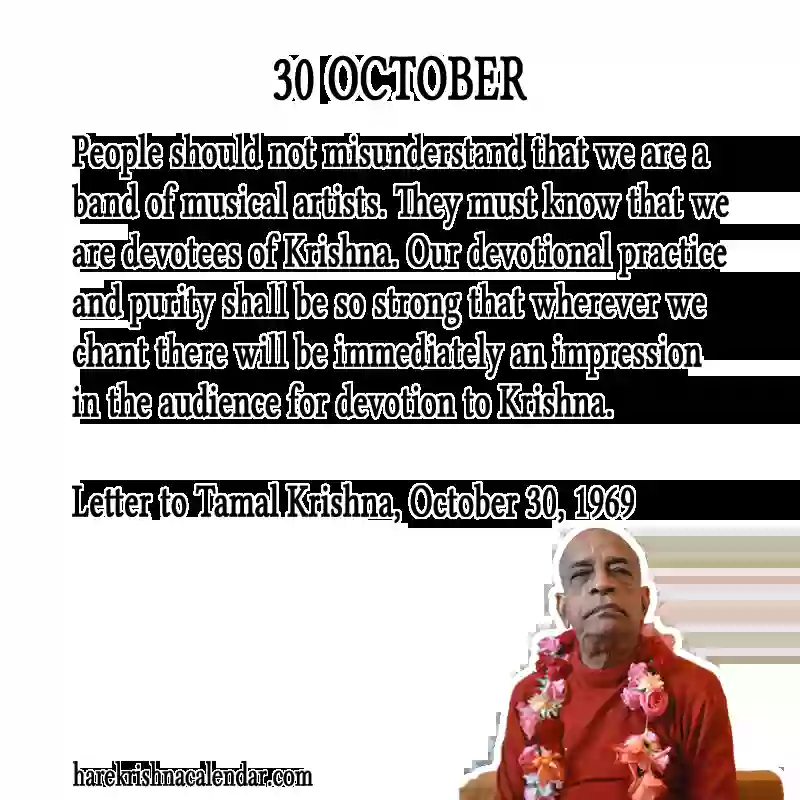 30 OCTOBER
People should not misunderstand that we are a
band of musical artists. They must know that we
are devotees of Krishna. Our devotional practice
and purity shall be so strong that wherever we
chant there will be immediately an impression
in the audience for devotion to Krishna.
Letter to Tamal Krishna, October 30, 1969
harekrishnacalendar.com